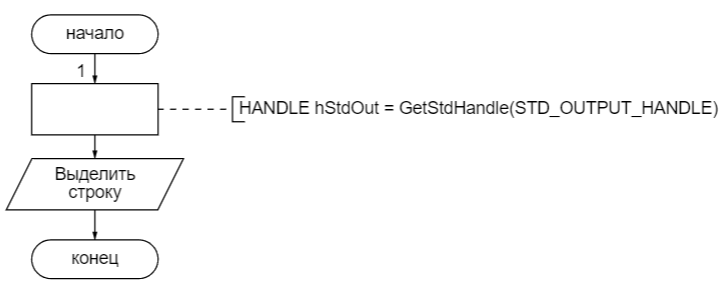 начало
1
HANDLE hStdOut = GetStdHandle(STD_OUTPUT_HANDLE)
Выделить
строку
конец